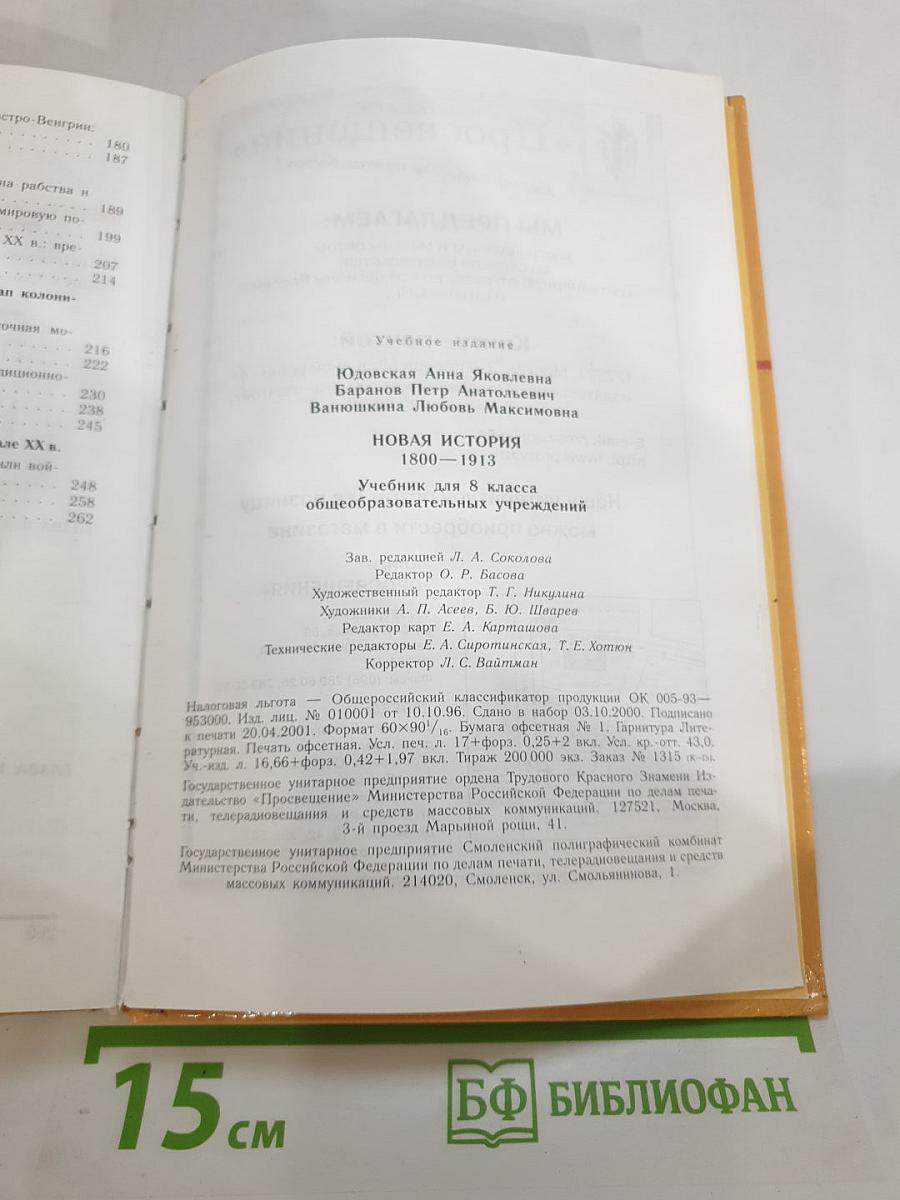 стро-Венгрии:
180
187
на рабства и
189
мировую по-
199
XX в.: вре-
207
214
ап колони-
точная мо-
216
222
диционно-
230
238
245
але XX в.
или вой-
248
258
262
Учебное издание
Юдовская Анна Яковлевна
Баранов Петр Анатольевич
Ванюшкина Любовь Максимовна
НОВАЯ ИСТОРИЯ
1800—1913
Учебник для 8 класса
общеобразовательных учреждений
Зав. редакцией Л. А. Соколова
Редактор О. Р. Басова
Художественный редактор Т. Г. Никулина
Художники А. П. Асеев, Б. Ю. Шварев
Редактор карт Е. А. Карташова
Технические редакторы Е. А. Сиротинская, Т. Е. Хотюн
Корректор Л. С. Вайтман
Налоговая льгота — Общероссийский классификатор продукции ОК 005-93—
953000. Изд. лиц. № 010001 от 10.10.96. Сдано в набор 03.10.2000. Подписано
к печати 20.04.2001. Формат 60×90 1/16. Бумага офсетная № 1. Гарнитура Лите-
ратурная. Печать офсетная. Усл. печ. л. 17+форз. 0,25+2 вкл. Усл. кр.-отт. 43,0.
Уч.-изд. л. 16,66+форз. 0,42+1,97 вкл. Тираж 200 000 экз. Заказ № 1315 (к-гз).
Государственное унитарное предприятие ордена Трудового Красного Знамени Из-
дательство «Просвещение» Министерства Российской Федерации по делам печа-
ти, телерадиовещания и средств массовых коммуникаций. 127521, Москва,
3-й проезд Марьиной рощи, 41.
Государственное унитарное предприятие Смоленский полиграфический комбинат
Министерства Российской Федерации по делам печати, телерадиовещания и средств
массовых коммуникаций. 214020, Смоленск, ул. Смольянинова, 1.
15 см
БФ БИБЛИОФАН